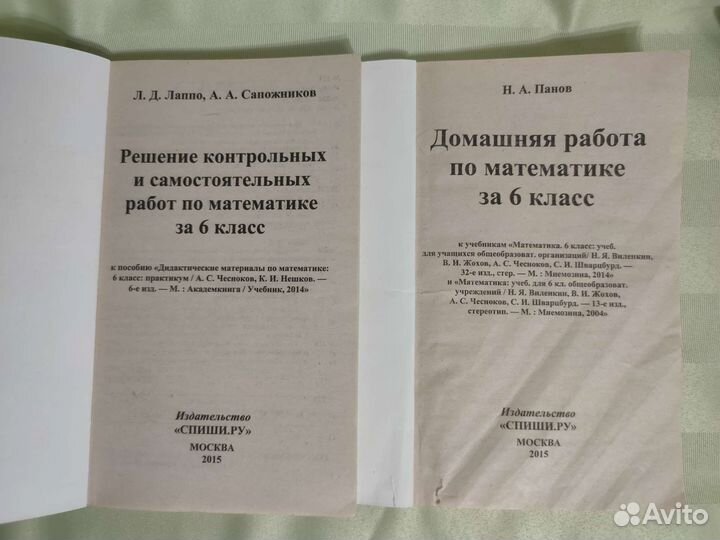 Л. Д. Лаппо, А. А. Сапожников
Решение контрольных
и самостоятельных
работ по математике
за 6 класс
к пособию «Дидактические материалы по математике:
6 класс: практикум / А. С. Чесноков, К. И. Нешков. —
6-е изд. — М. : Академкнига / Учебник, 2014»
Издательство
«СПИШИ.РУ»
МОСКВА
2015
Н. А. Панов
Домашняя работа
по математике
за 6 класс
к учебникам «Математика. 6 класс: учеб.
для учащихся общеобразоват. организаций / Н. Я. Виленкин,
В. И. Жохов, А. С. Чесноков, С. И. Шварцбурд. —
32-е изд., стер. — М. : Мнемозина, 2014»
и «Математика: учеб. для 6 кл. общеобразоват.
учреждений / Н. Я. Виленкин, В. И. Жохов,
А. С. Чесноков, С. И. Шварцбурд. — 13-е изд.,
стереотип. — М. : Мнемозина, 2004»
Издательство
«СПИШИ.РУ»
МОСКВА
2015
Avito